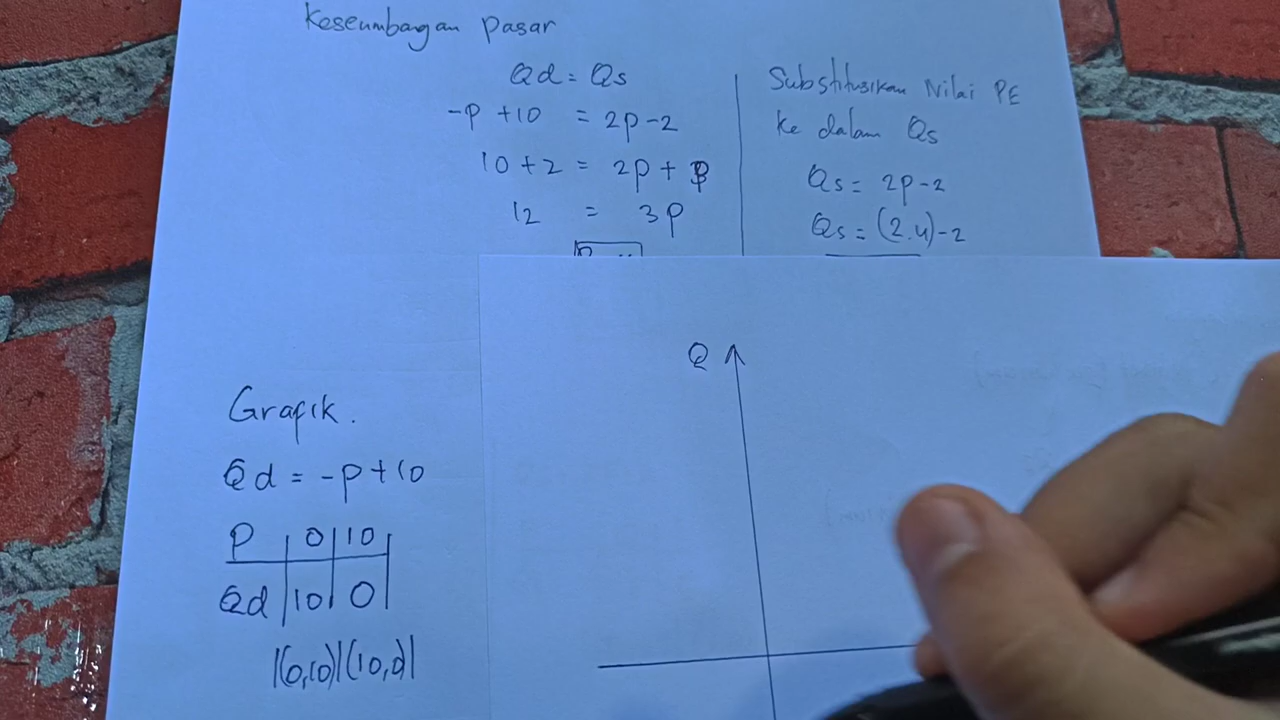 Keseumbagan pasar
Qd = Qs
-P + 10 = 2p - 2
10 + 2 = 2p + P
12 = 3p
Substitusikan Nilai PE
ke dalam Qs
Qs = 2p - 2
Qs = (2.4) - 2
Q
Grafik.
Qd = -p + 10
P | 0 | 10 |
Qd | 10 | 0 |
|(0,10)|(10,0)|